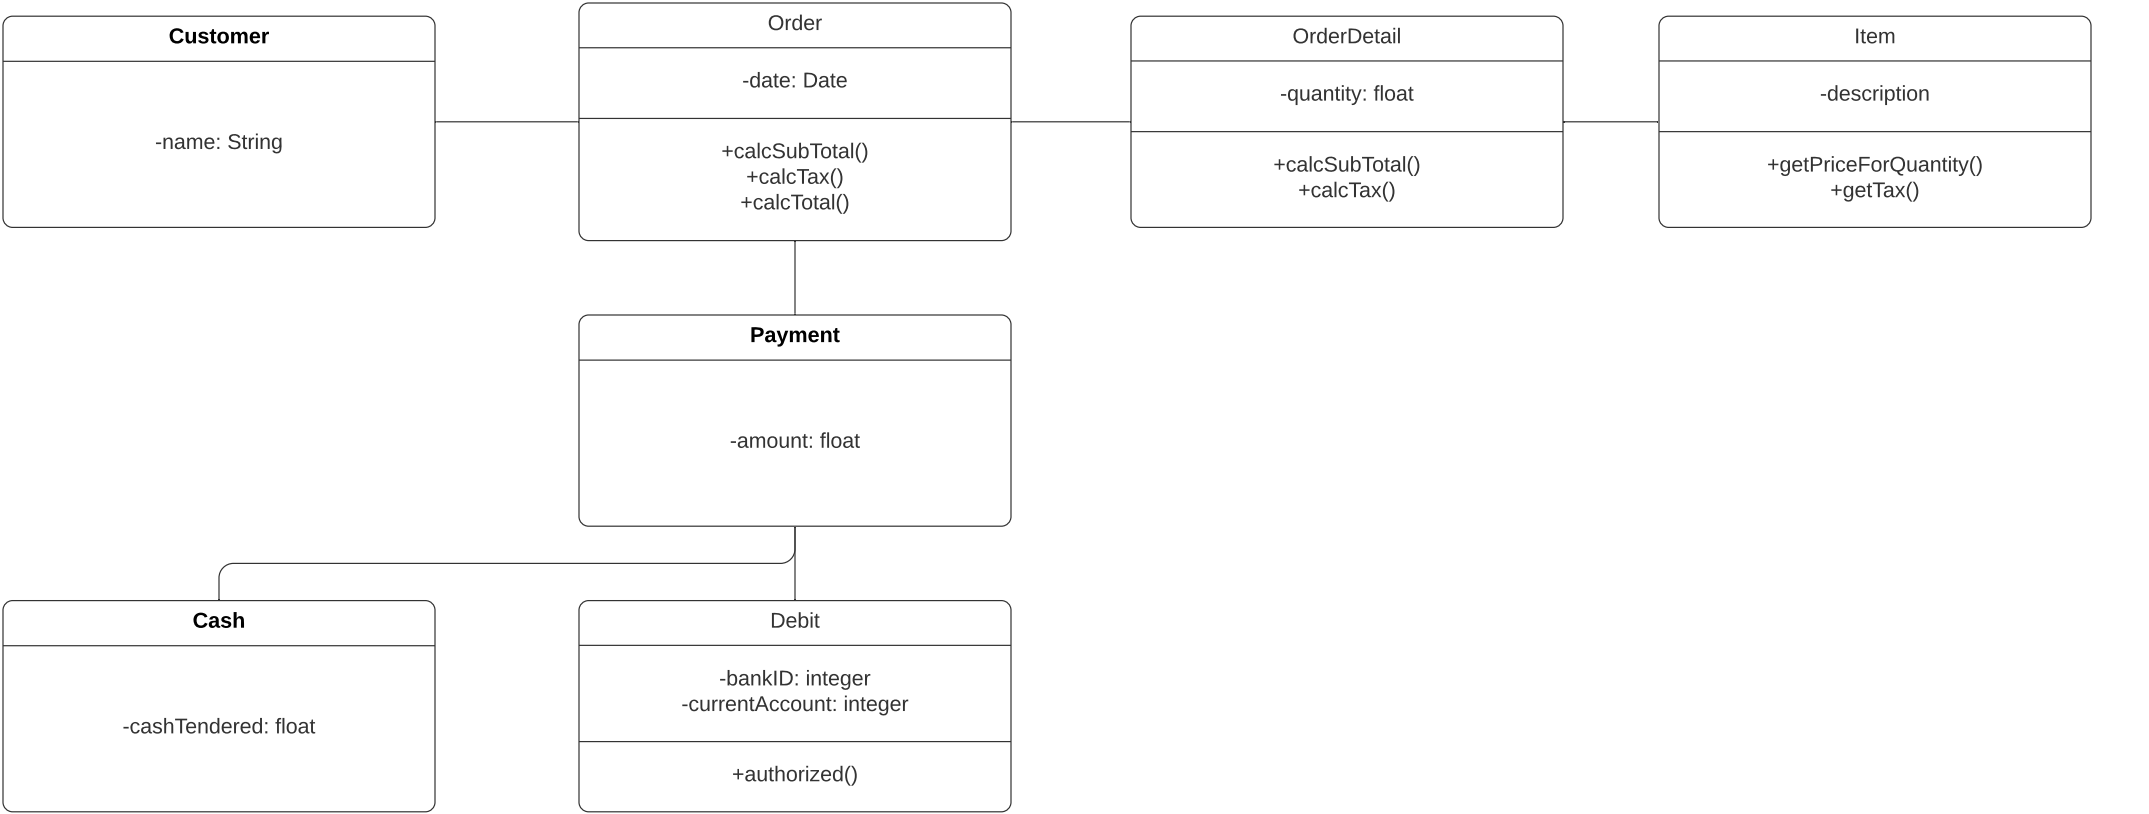 Customer
-name: String
Order
-date: Date
+calcSubTotal()
+calcTax()
+calcTotal()
OrderDetail
-quantity: float
+calcSubTotal()
+calcTax()
Item
-description
+getPriceForQuantity()
+getTax()
Payment
-amount: float
Cash
-cashTendered: float
Debit
-bankID: integer
-currentAccount: integer
+authorized()